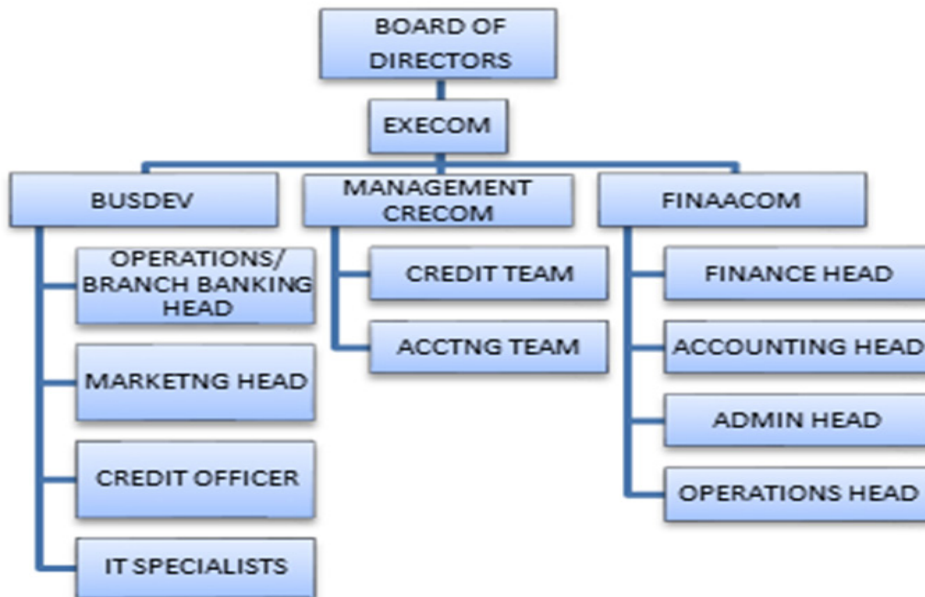 BOARD OF
DIRECTORS
EXECOM
BUSDEV
MANAGEMENT
CRECOM
FINAACOM
OPERATIONS/
BRANCH BANKING
HEAD
MARKETNG HEAD
CREDIT OFFICER
IT SPECIALISTS
CREDIT TEAM
ACCTNG TEAM
FINANCE HEAD
ACCOUNTING HEAD
ADMIN HEAD
OPERATIONS HEAD